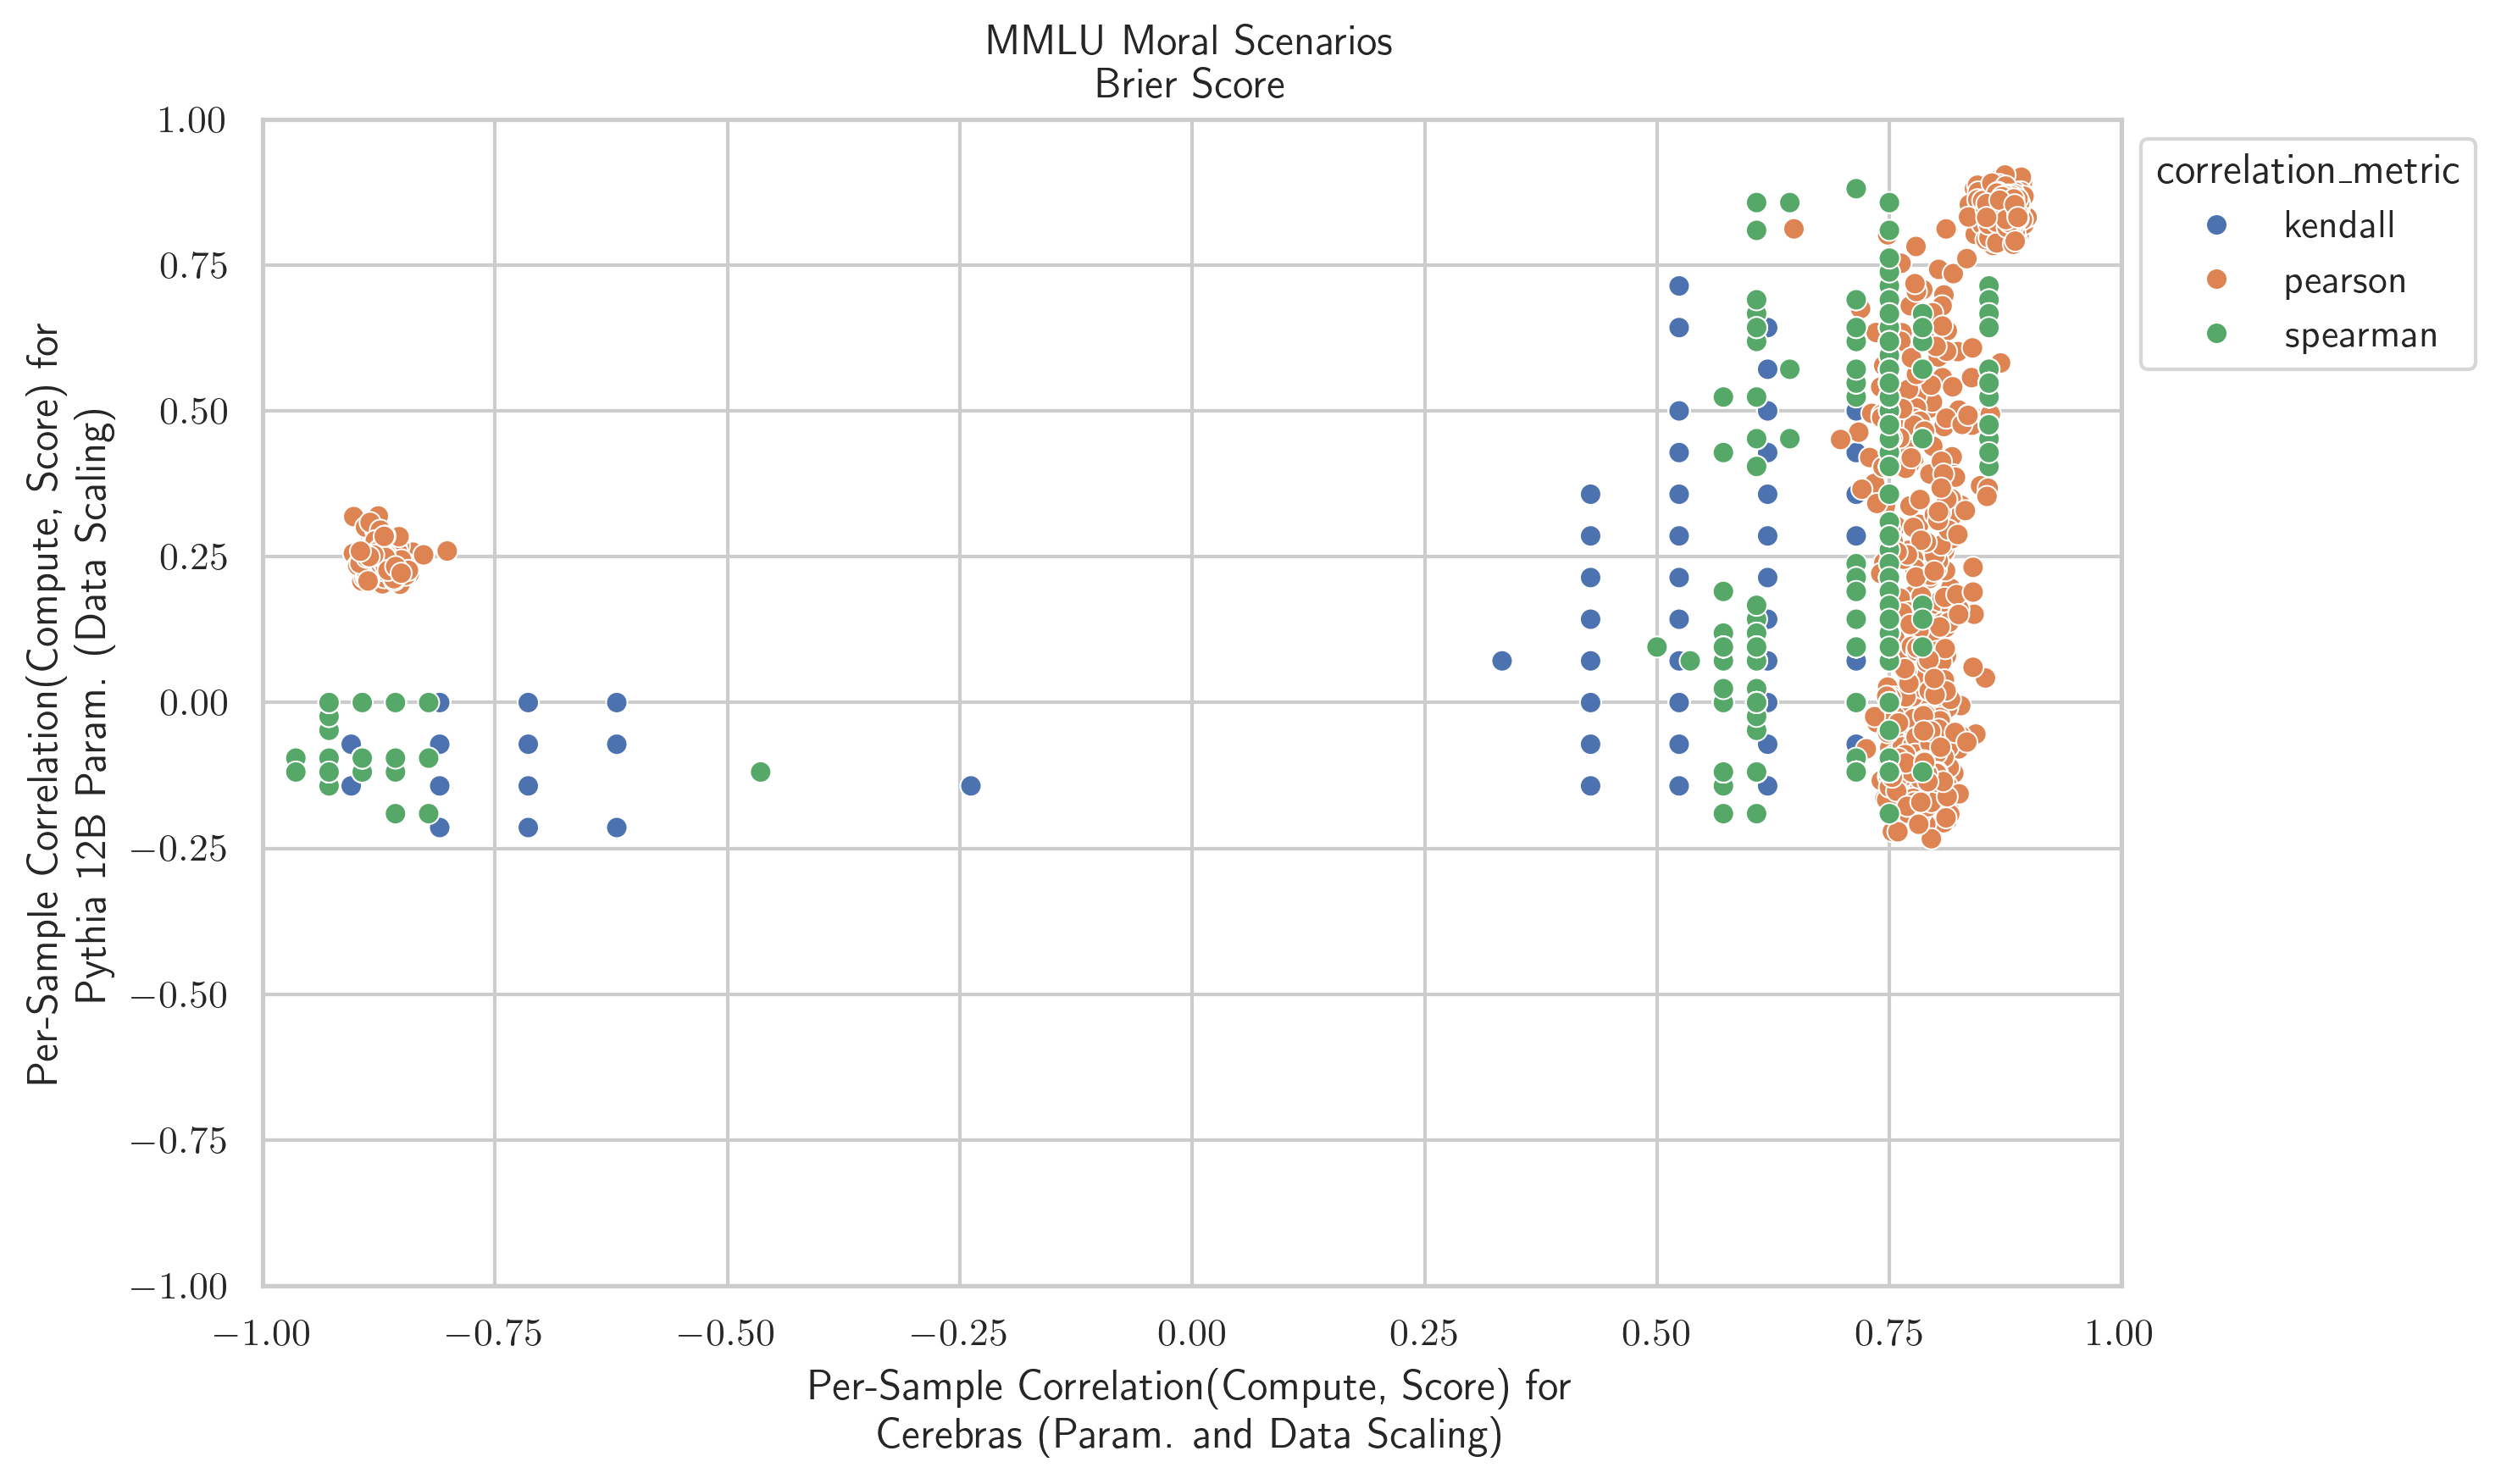 MMLU Moral Scenarios
Brier Score
Per-Sample Correlation(Compute, Score) for
Pythia 12B Param. (Data Scaling)
1.00
0.75
0.50
0.25
0.00
−0.25
−0.50
−0.75
−1.00
−1.00 −0.75 −0.50 −0.25 0.00 0.25 0.50 0.75 1.00
Per-Sample Correlation(Compute, Score) for
Cerebras (Param. and Data Scaling)
correlation_metric
kendall
pearson
spearman